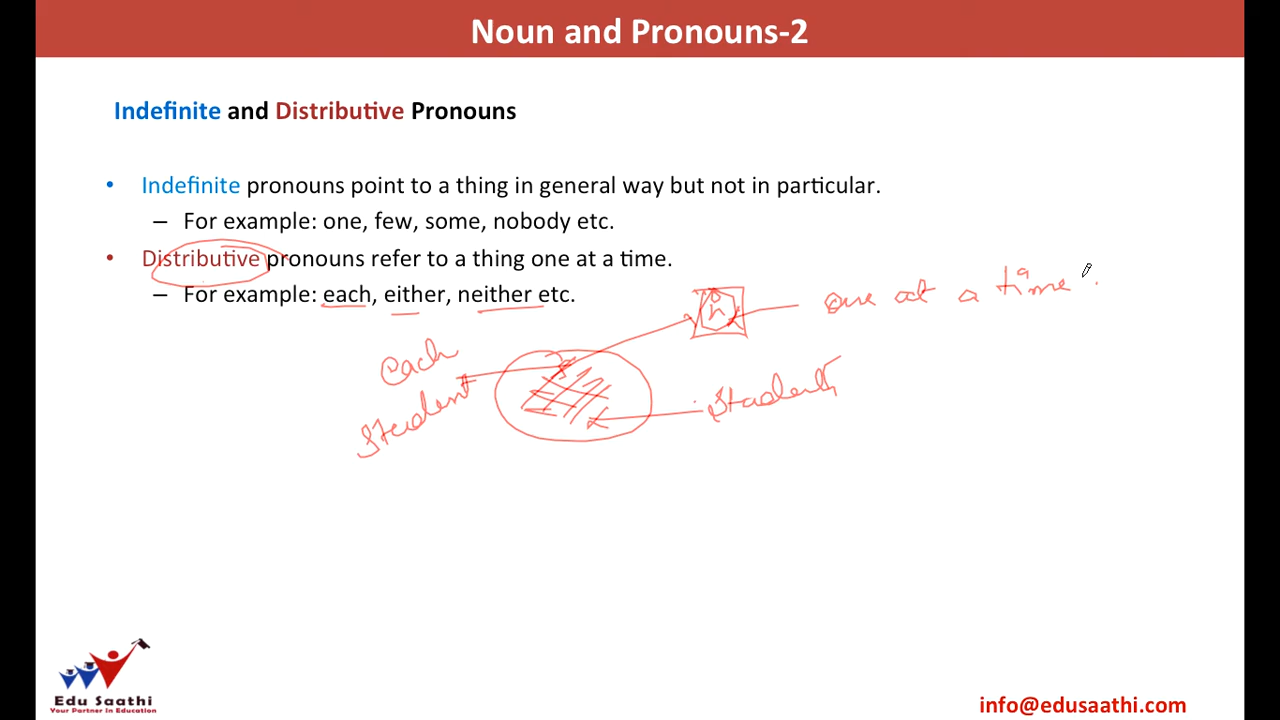 Noun and Pronouns-2
Indefinite and Distributive Pronouns
• Indefinite pronouns point to a thing in general way but not in particular.
– For example: one, few, some, nobody etc.
• Distributive pronouns refer to a thing one at a time.
– For example: each, either, neither etc.
one at a time
each
student
students
Edu Saathi
Your Partner in Education
info@edusaathi.com